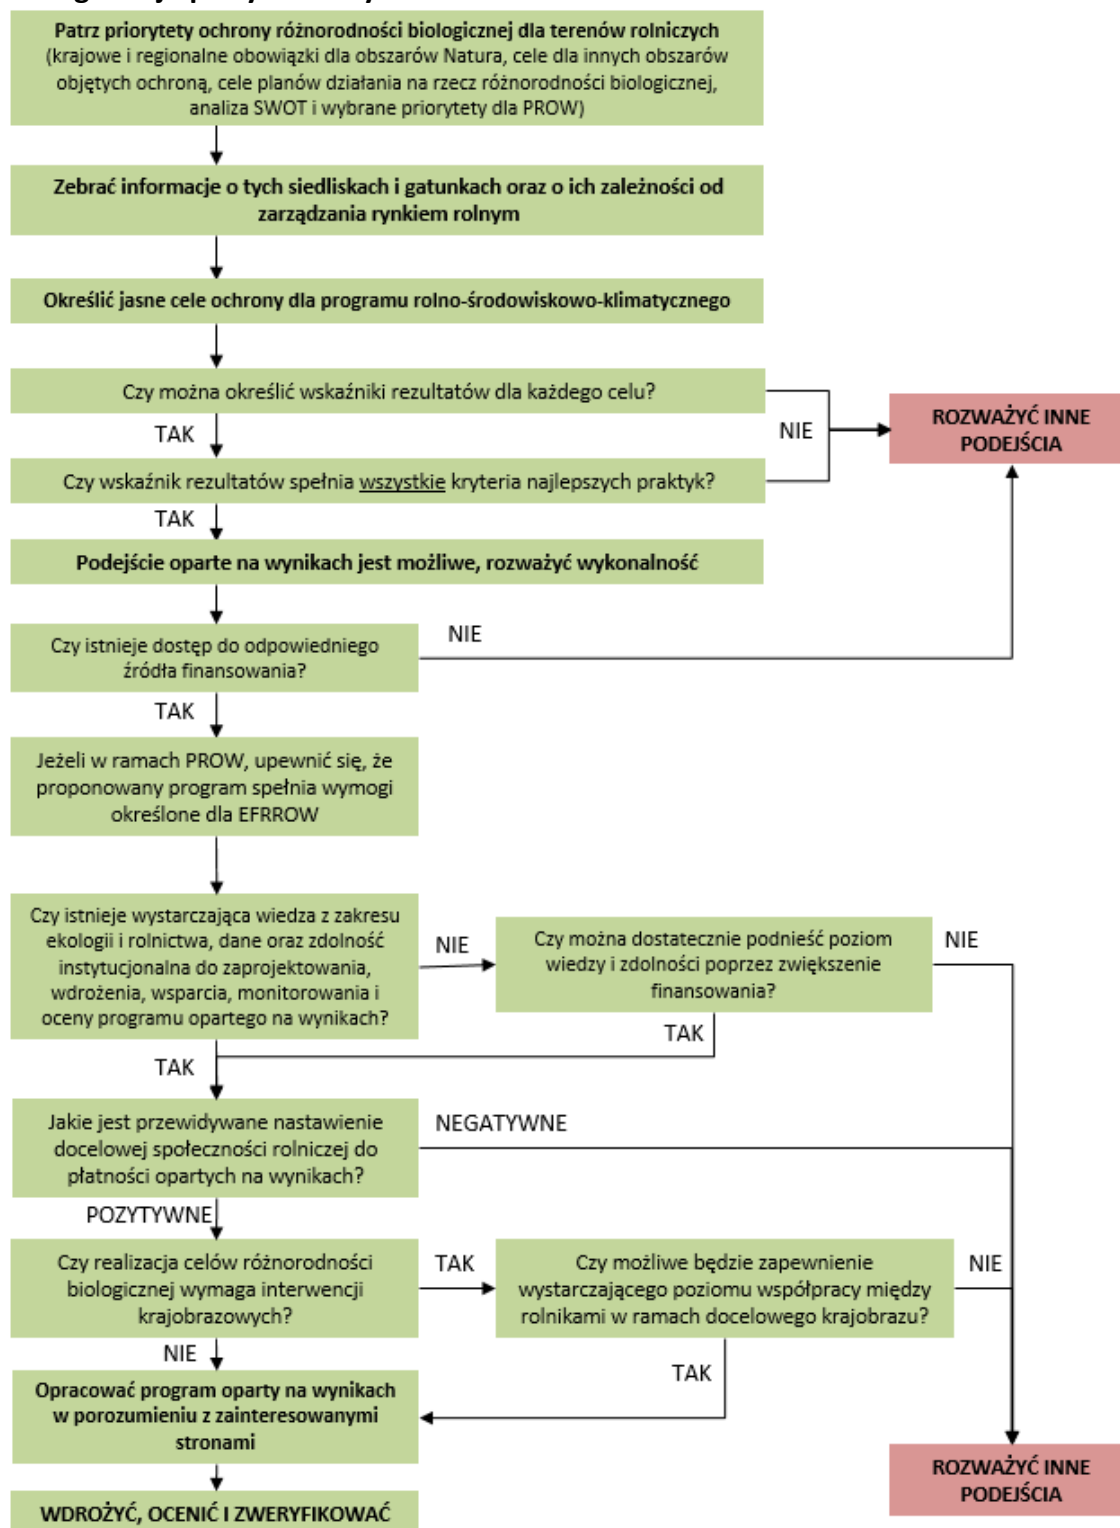 Patrz priorytety ochrony różnorodności biologicznej dla terenów rolniczych
(krajowe i regionalne obowiązki dla obszarów Natura, cele dla innych obszarów
objętych ochroną, cele planów działania na rzecz różnorodności biologicznej,
analiza SWOT i wybrane priorytety dla PROW)
Zebrać informacje o tych siedliskach i gatunkach oraz o ich zależności od
zarządzania rynkiem rolnym
Określić jasne cele ochrony dla programu rolno-środowiskowo-klimatycznego
Czy można określić wskaźniki rezultatów dla każdego celu?
TAK
NIE
ROZWAŻYĆ INNE
PODEJŚCIA
Czy wskaźnik rezultatów spełnia wszystkie kryteria najlepszych praktyk?
TAK
Podejście oparte na wynikach jest możliwe, rozważyć wykonalność
Czy istnieje dostęp do odpowiedniego
źródła finansowania?
NIE
TAK
Jeżeli w ramach PROW, upewnić się, że
proponowany program spełnia wymogi
określone dla EFRROW
Czy istnieje wystarczająca wiedza z zakresu
ekologii i rolnictwa, dane oraz zdolność
instytucjonalna do zaprojektowania,
wdrożenia, wsparcia, monitorowania i
oceny programu opartego na wynikach?
NIE
Czy można dostatecznie podnieść poziom
wiedzy i zdolności poprzez zwiększenie
finansowania?
NIE
TAK
TAK
Jakie jest przewidywane nastawienie
docelowej społeczności rolniczej do
płatności opartych na wynikach?
NEGATYWNE
POZYTYWNE
Czy realizacja celów różnorodności
biologicznej wymaga interwencji
krajobrazowych?
TAK
Czy możliwe będzie zapewnienie
wystarczającego poziomu współpracy między
rolnikami w ramach docelowego krajobrazu?
NIE
NIE
TAK
Opracować program oparty na wynikach
w porozumieniu z zainteresowanymi
stronami
ROZWAŻYĆ INNE
PODEJŚCIA
WDROŻYĆ, OCENIĆ I ZWERYFIKOWAĆ